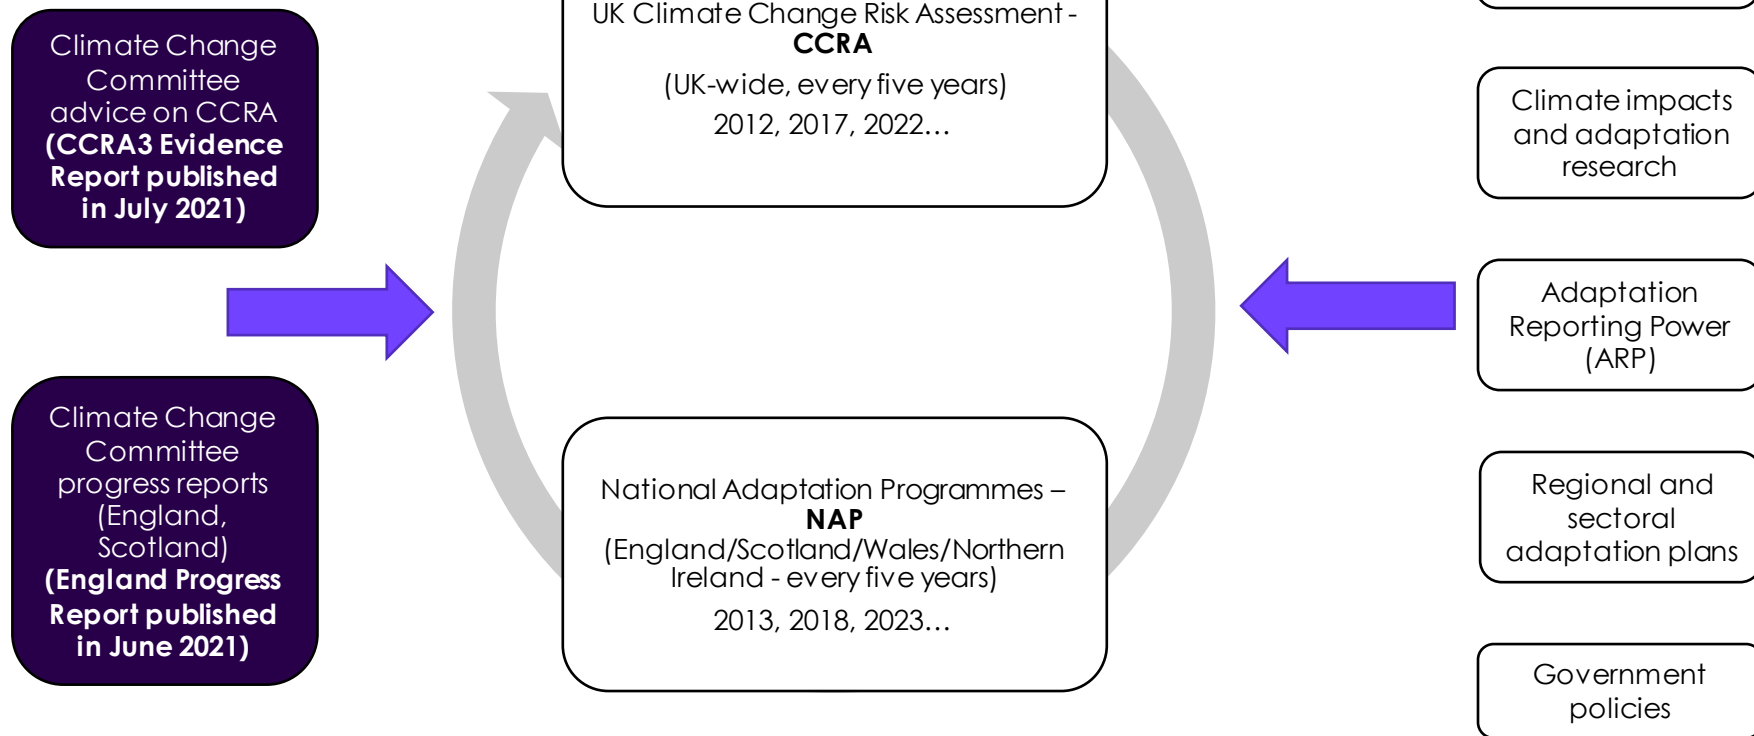 Climate Change
Committee
advice on CCRA
(CCRA3 Evidence
Report published
in July 2021)
Climate Change
Committee
progress reports
(England,
Scotland)
(England Progress
Report published
in June 2021)
UK Climate Change Risk Assessment -
CCRA
(UK-wide, every five years)
2012, 2017, 2022…
National Adaptation Programmes –
NAP
(England/Scotland/Wales/Northern
Ireland - every five years)
2013, 2018, 2023…
Climate impacts
and adaptation
research
Adaptation
Reporting Power
(ARP)
Regional and
sectoral
adaptation plans
Government
policies